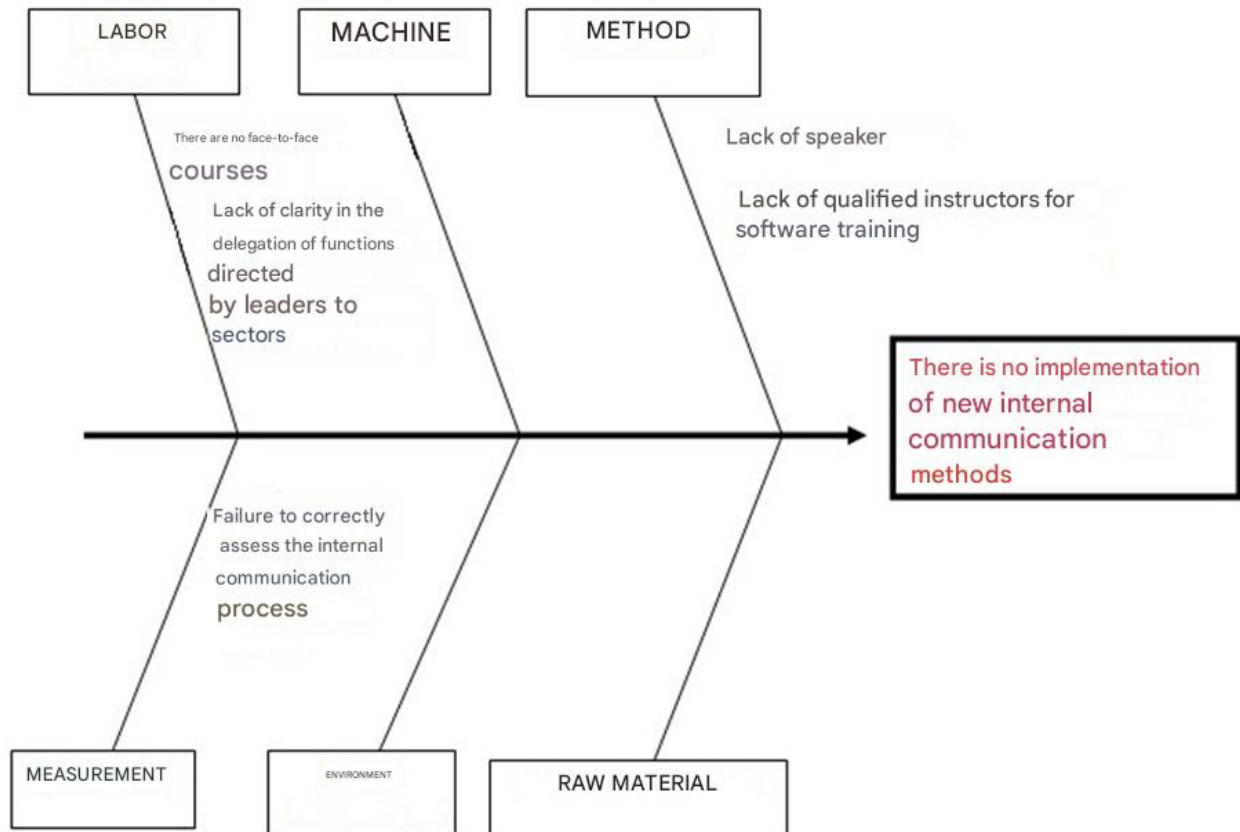 LABOR
MACHINE
METHOD
There are no face-to-face
courses
Lack of clarity in the
delegation of functions
directed
by leaders to
sectors
Lack of speaker
Lack of qualified instructors for
software training
There is no implementation
of new internal
communication
methods
Failure to correctly
assess the internal
communication
process
MEASUREMENT
ENVIRONMENT
RAW MATERIAL